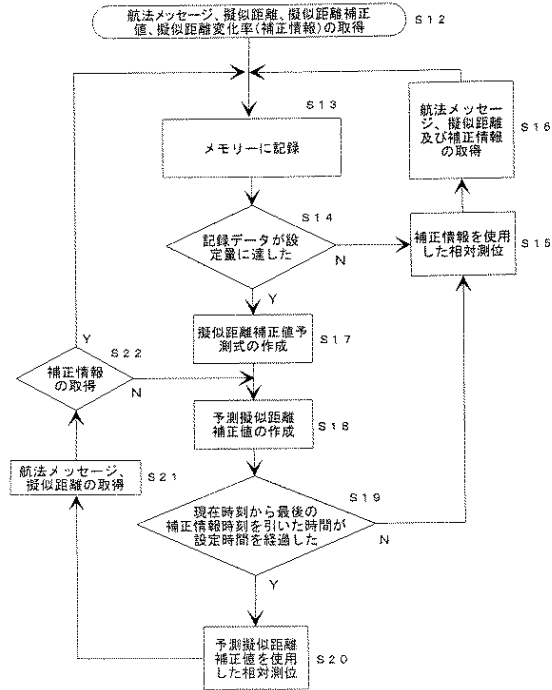 航法メッセージ、擬似距離、擬似距離補正
値、擬似距離変化率(補正情報)の取得
S12
S13
メモリーに記録
航法メッセー
ジ、擬似距離
及び補正情報
の取得
S16
S14
記録データが設
定量に達した
N
Y
補正情報を使用
した相対測位
S15
擬似距離補正値予
測式の作成
S17
Y
S22
補正情報
の取得
N
予測擬似距離
補正値の作成
S18
航法メッセージ、
擬似距離の取得
S21
S19
現在時刻から最後の
補正情報時刻を引いた時間が
設定時間を経過した
N
Y
予測擬似距離
補正値を使用
した相対測位
S20